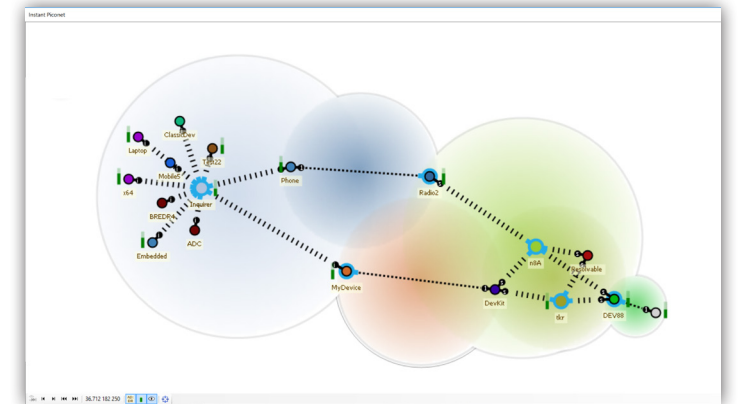 Instant Piconet
ClassicDev
Laptop
Mobile5
x64
Inquirer
BREDR4
ADC
Embedded
Phone
Radio2
MyDevice
n9A
Resolvable
DevKit
tkr
DEV88
36,712 182 250